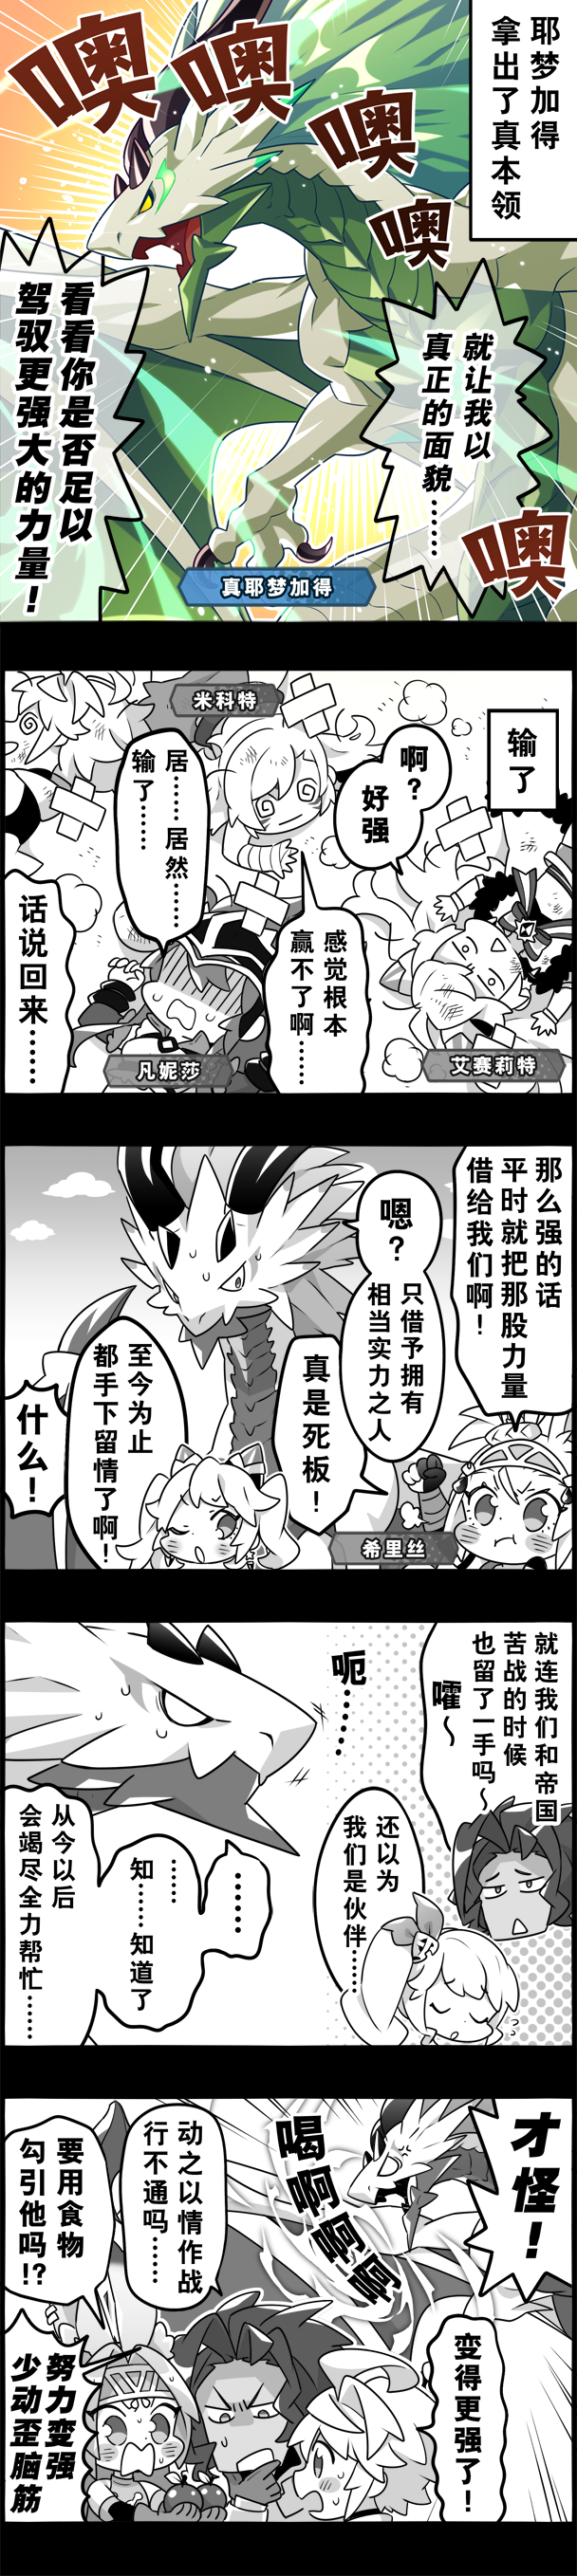 耶梦加得
拿出了真本领
噢噢噢噢
就让我以
真正的面貌……
噢
看看你是否足以
驾驭更强大的力量！
真耶梦加得
输了
米科特
啊？
好强
感觉根本
赢不了啊……
居……居然……
输了……
话说回来……
凡妮莎
艾赛莉特
那么强的话
平时就把那股力量
借给我们啊！
嗯？
只借予拥有
相当实力之人
真是死板！
至今为止
都手下留情了啊！
什么！
希里丝
就连我们和帝国
苦战的时候
也留了一手吗～
嚯～
呃……
还以为
我们是伙伴……
…
……
知……知道了
从今以后
会竭尽全力帮忙……
才怪！
喝啊啊啊
变得更强了！
动之以情作战
行不通吗……
要用食物
勾引他吗!?
努力变强
少动歪脑筋